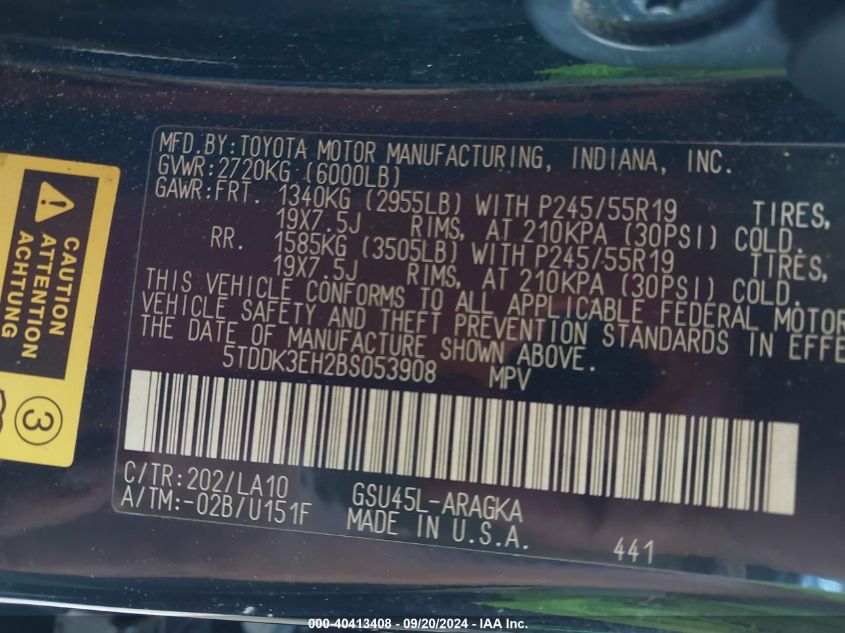 MFD.BY:TOYOTA MOTOR MANUFACTURING, INDIANA, INC.
GVWR:2720KG (6000LB)
GAWR:FRT. 1340KG (2955LB) WITH P245/55R19 TIRES,
19X7.5J RIMS, AT 210KPA (30PSI) COLD.
RR. 1585KG (3505LB) WITH P245/55R19 TIRES,
19X7.5J RIMS, AT 210KPA (30PSI) COLD.
THIS VEHICLE CONFORMS TO ALL APPLICABLE FEDERAL MOTOR
VEHICLE SAFETY AND THEFT PREVENTION STANDARDS IN EFFE
THE DATE OF MANUFACTURE SHOWN ABOVE.
5TDDK3EH2BS053908 MPV
C/TR:202/LA10 GSU45L-ARAGKA
A/TM:-02B/U151F MADE IN U.S.A. 441
CAUTION
ATTENTION
ACHTUNG
3
000-40413408 - 09/20/2024 - IAA Inc.